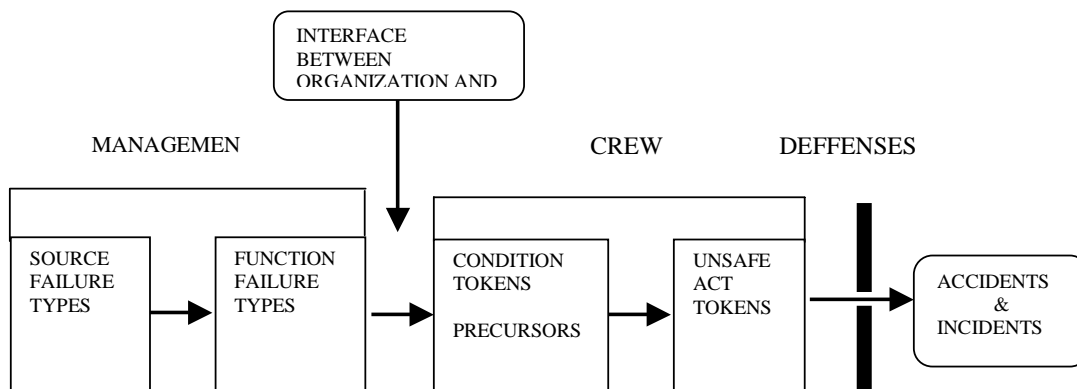 INTERFACE
BETWEEN
ORGANIZATION AND
MANAGEMEN
CREW
DEFFENSES
SOURCE
FAILURE
TYPES
FUNCTION
FAILURE
TYPES
CONDITION
TOKENS
PRECURSORS
UNSAFE
ACT
TOKENS
ACCIDENTS
&
INCIDENTS